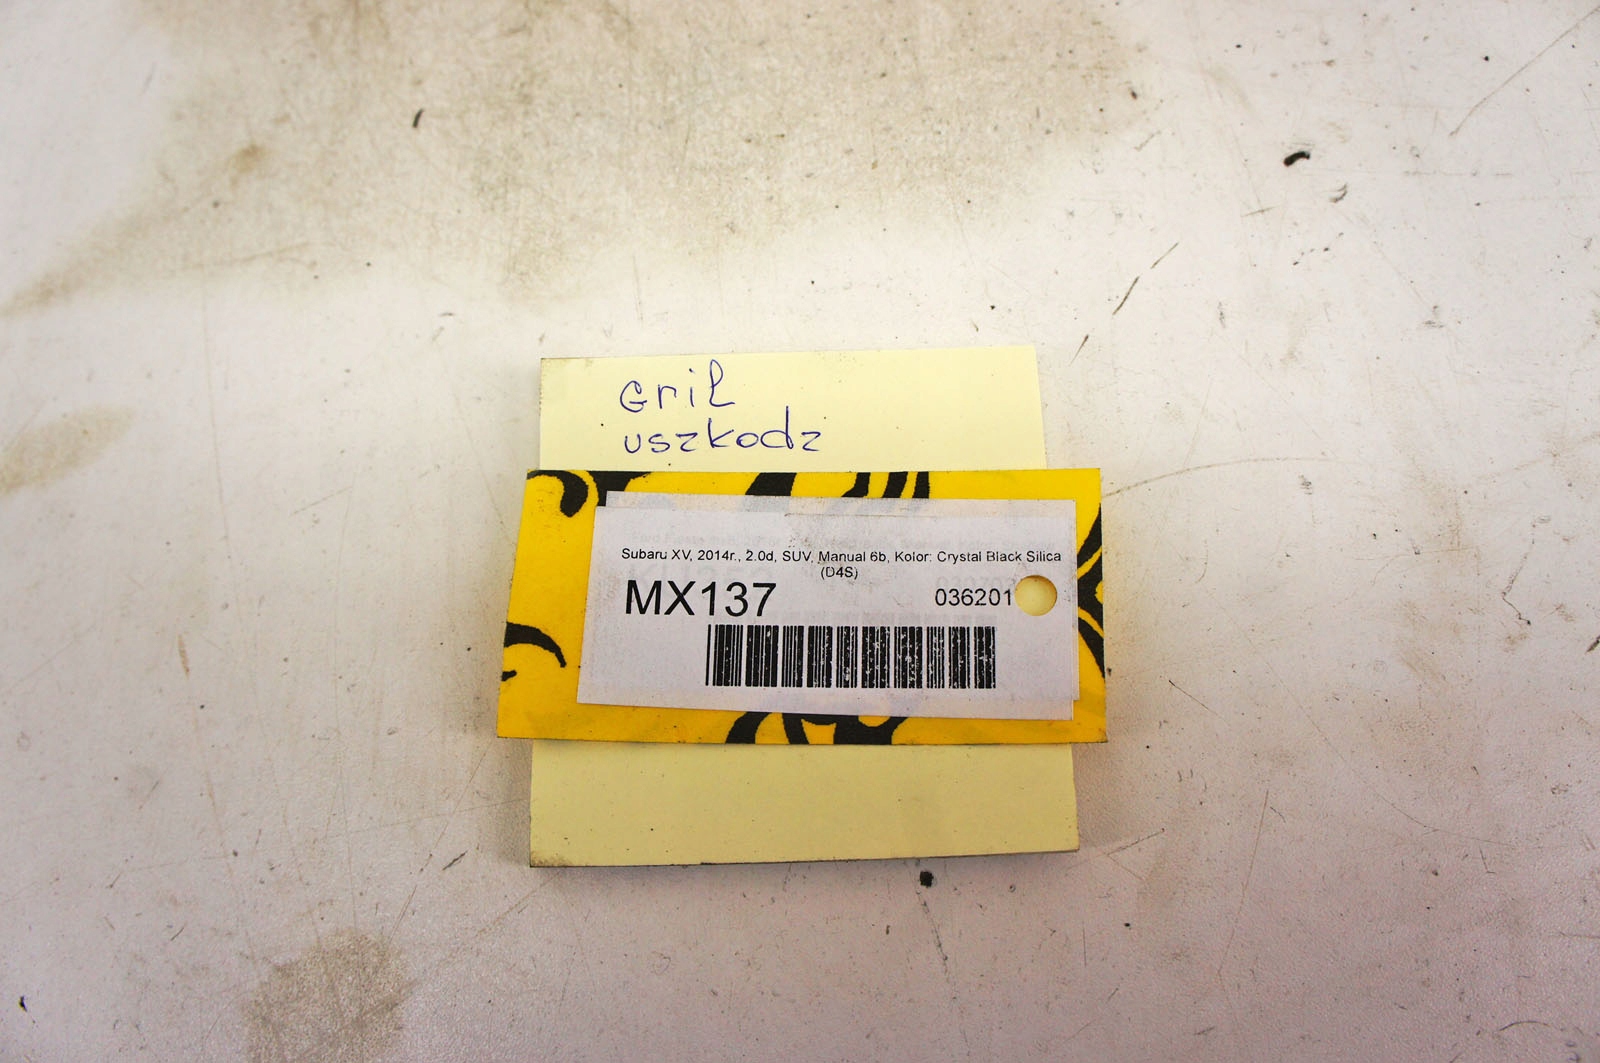 Gril
uszkodz
Subaru XV, 2014r., 2.0d, SUV, Manual 6b, Kolor: Crystal Black Silica
(D4S)
MX137
036201